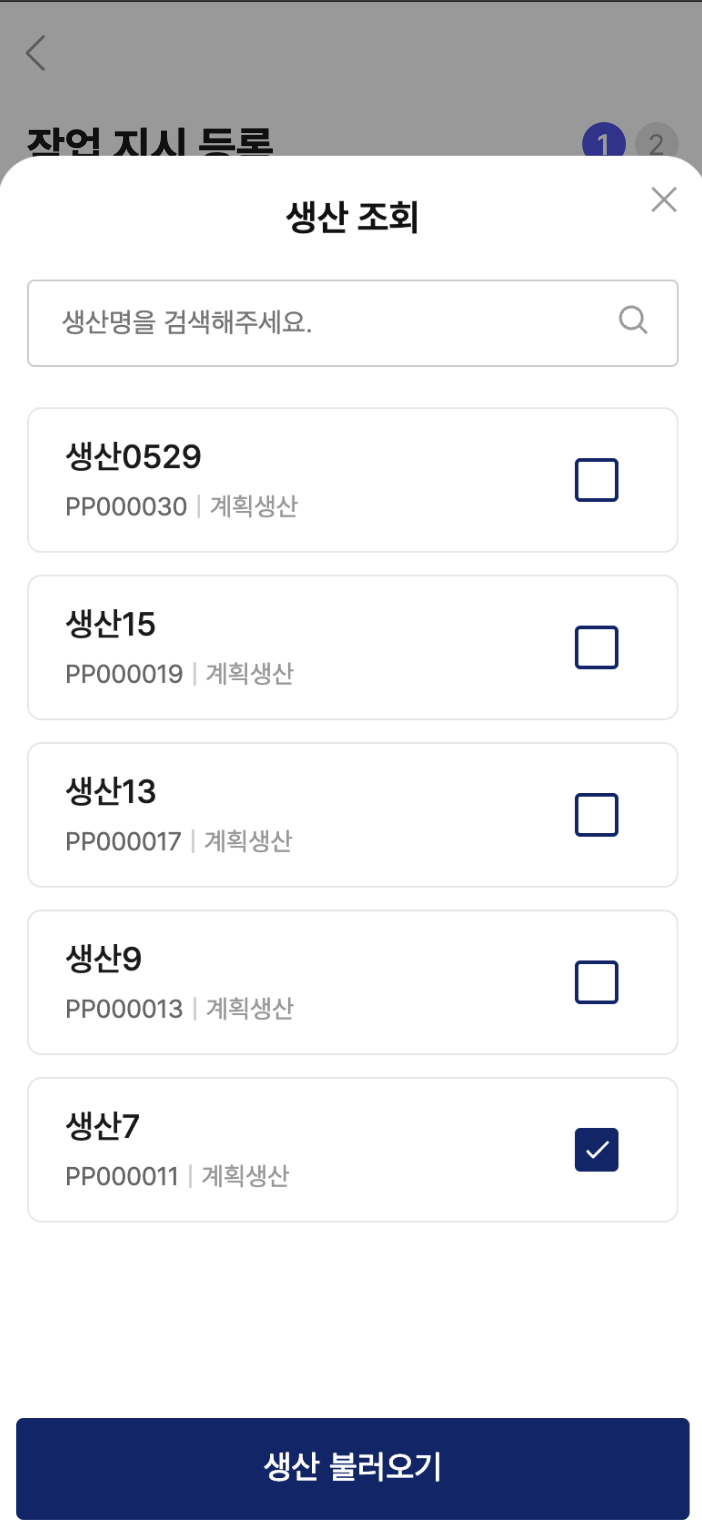 작업 지시 등록
1
2
생산 조회
생산명을 검색해주세요.
생산0529
PP000030 | 계획생산
생산15
PP000019 | 계획생산
생산13
PP000017 | 계획생산
생산9
PP000013 | 계획생산
생산7
PP000011 | 계획생산
생산 불러오기